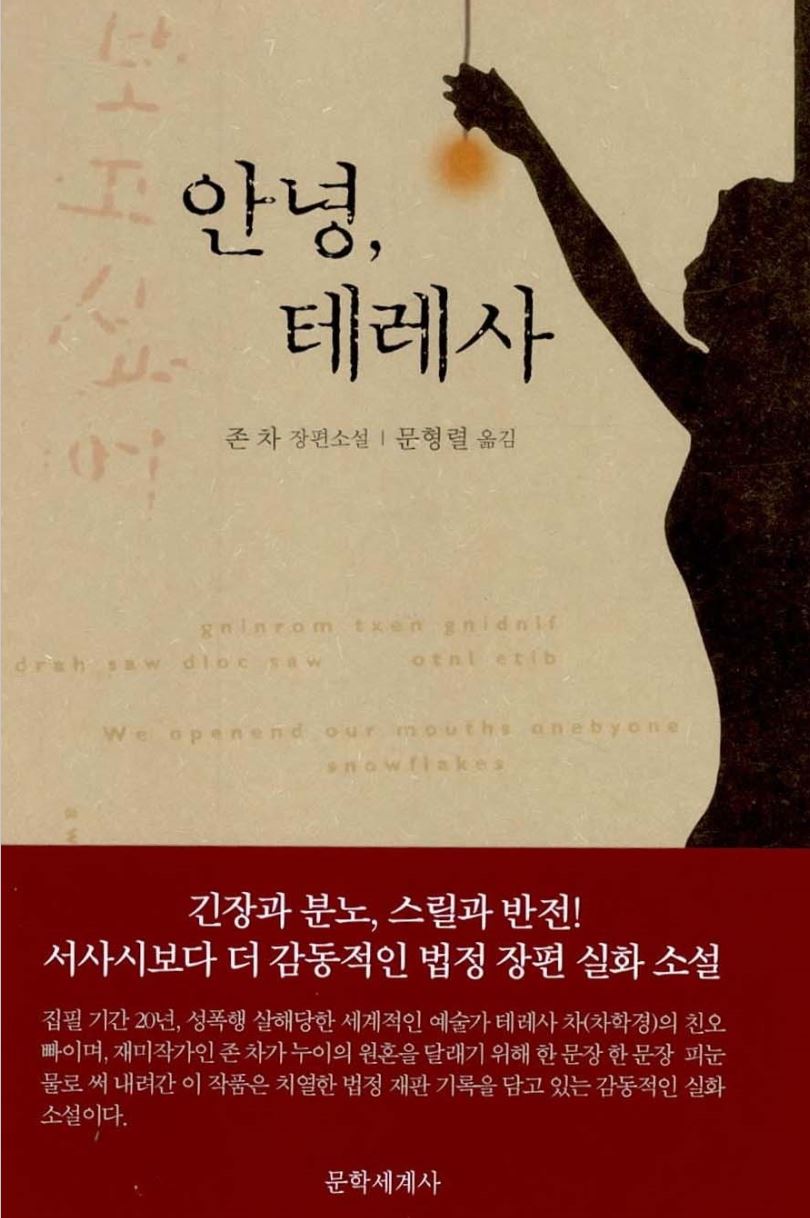 안녕,
테레사
존 차 장편소설 | 문형렬 옮김
gninrom txen gnidnif
drah saw dloc saw otni etib
We openend our mouths onebyone
snowflakes
긴장과 분노, 스릴과 반전!
서사시보다 더 감동적인 법정 장편 실화 소설
집필 기간 20년, 성폭행 살해당한 세계적인 예술가 테레사 차(차학경)의 친오
빠이며, 재미작가인 존 차가 누이의 원혼을 달래기 위해 한 문장 한 문장 피눈
물로 써 내려간 이 작품은 치열한 법정 재판 기록을 담고 있는 감동적인 실화
소설이다.
문학세계사